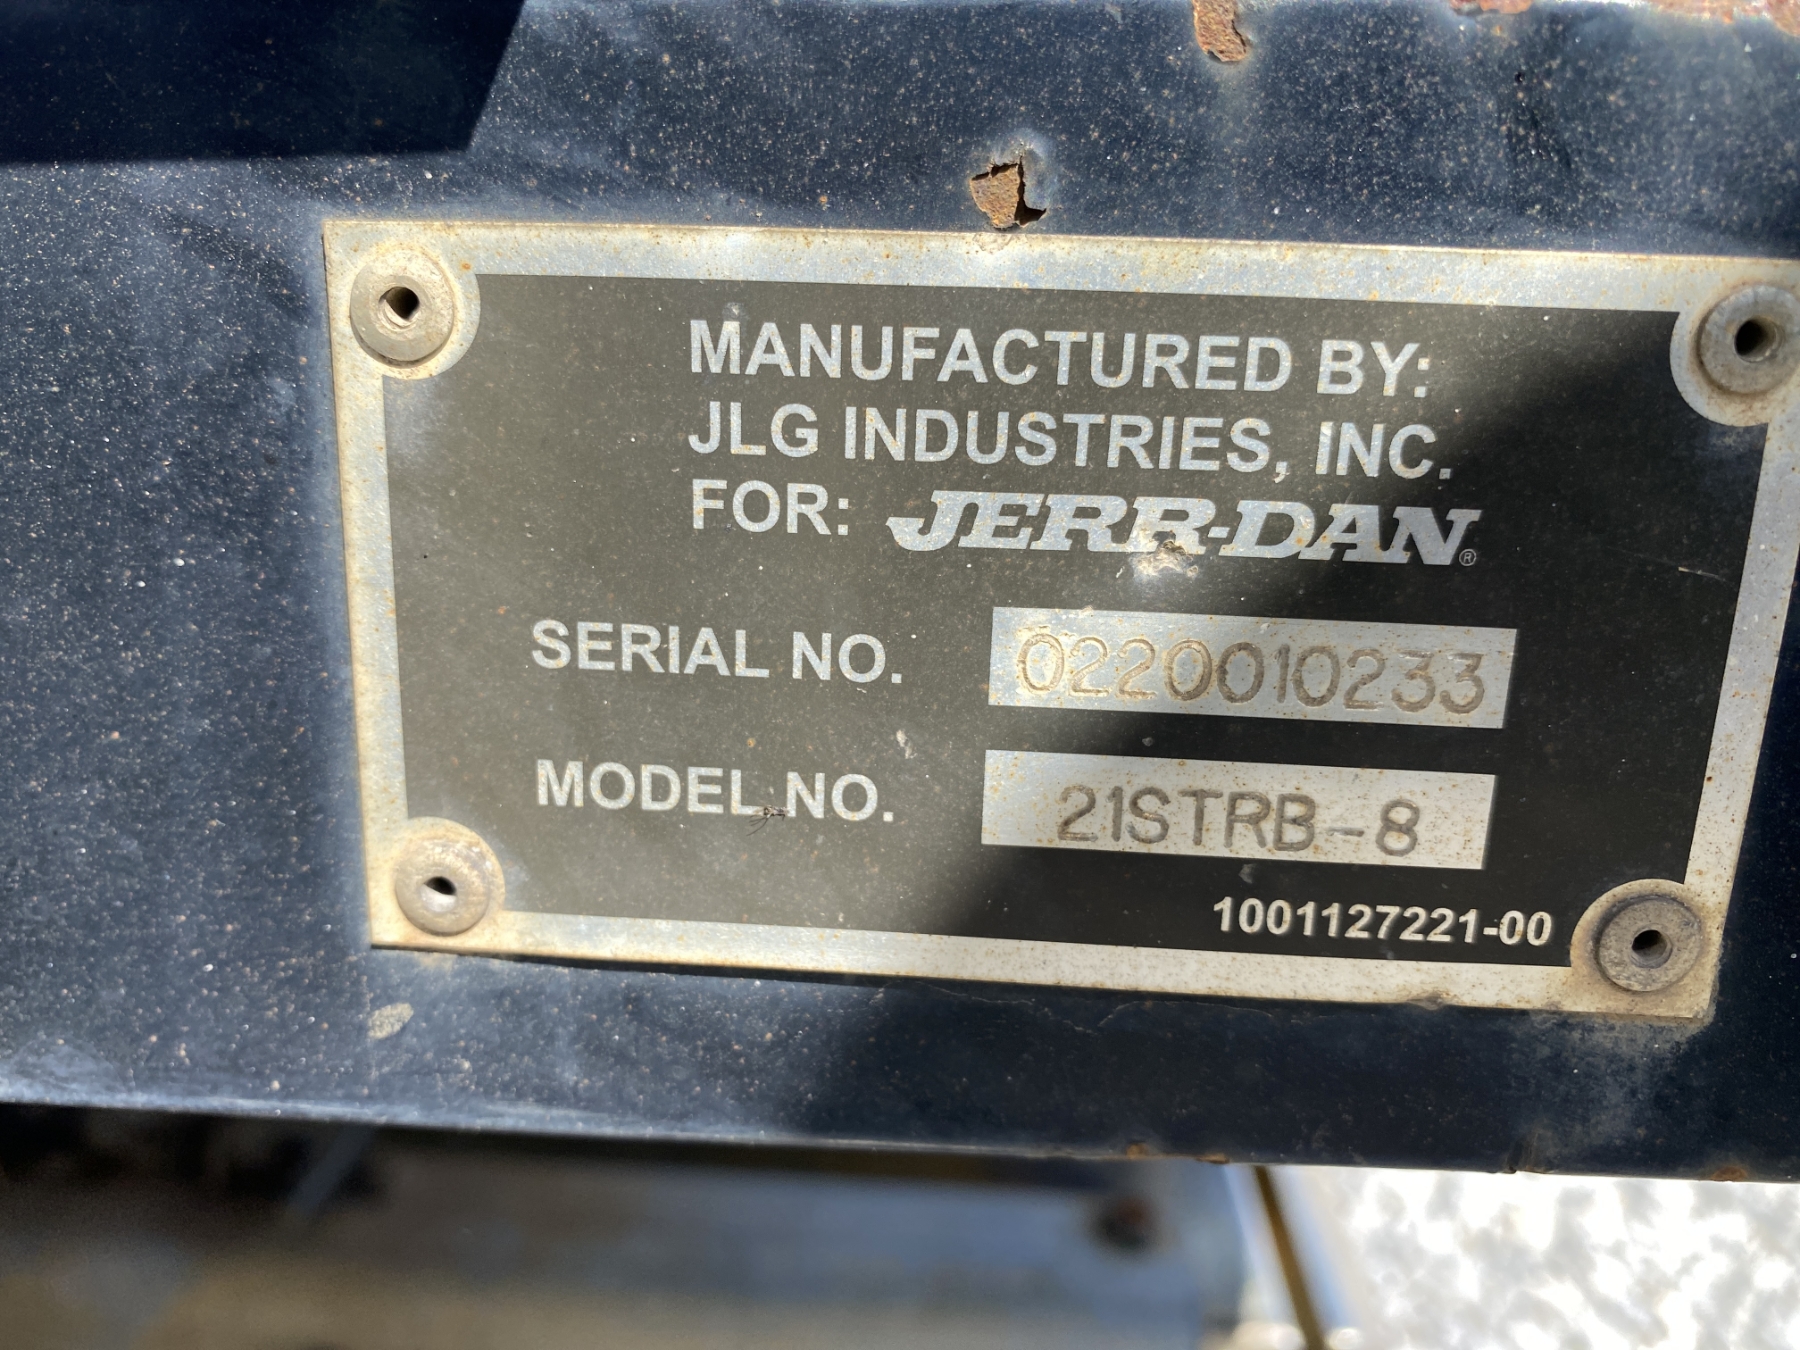 MANUFACTURED BY:
JLG INDUSTRIES, INC.
FOR: JERR-DAN®
SERIAL NO. 0220010233
MODEL NO. 21STRB-8
1001127221-00